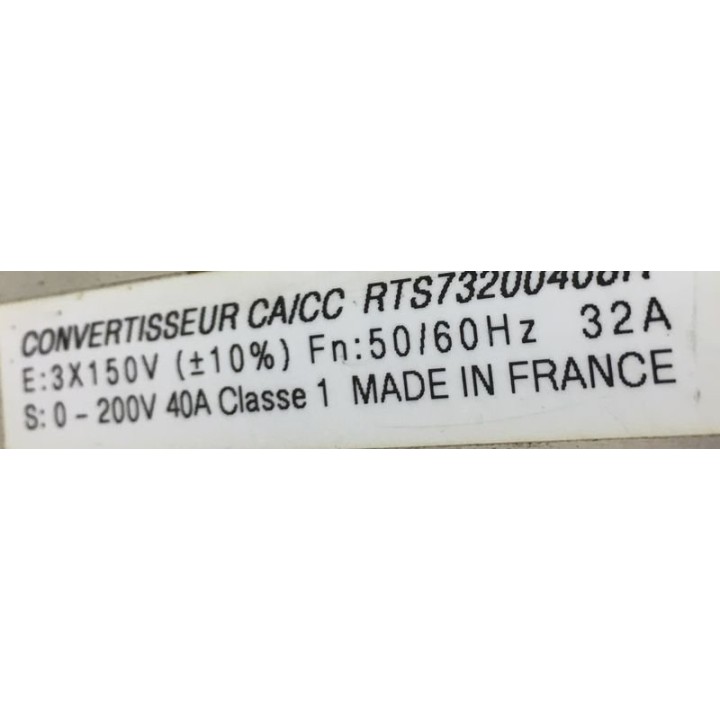 CONVERTISSEUR CA/CC
E:3X150V (±10%) Fn:50/60Hz 32A
S: 0 - 200V 40A Classe 1 MADE IN FRANCE